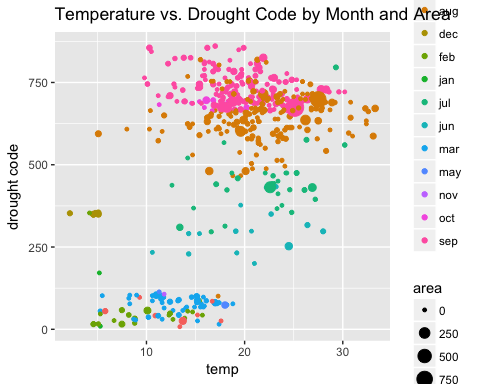 Temperature vs. Drought Code by Month and Area
aug
dec
feb
jan
jul
jun
mar
may
nov
oct
sep
area
0
250
500
750
drought code
750
500
250
0
10
20
30
temp